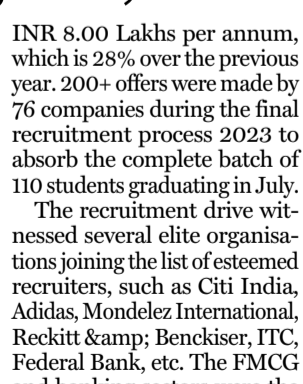 INR 8.00 Lakhs per annum,
which is 28% over the previous
year. 200+ offers were made by
76 companies during the final
recruitment process 2023 to
absorb the complete batch of
110 students graduating in July.
The recruitment drive wit-
nessed several elite organisa-
tions joining the list of esteemed
recruiters, such as Citi India,
Adidas, Mondelez International,
Reckitt &amp; Benckiser, ITC,
Federal Bank, etc. The FMCG